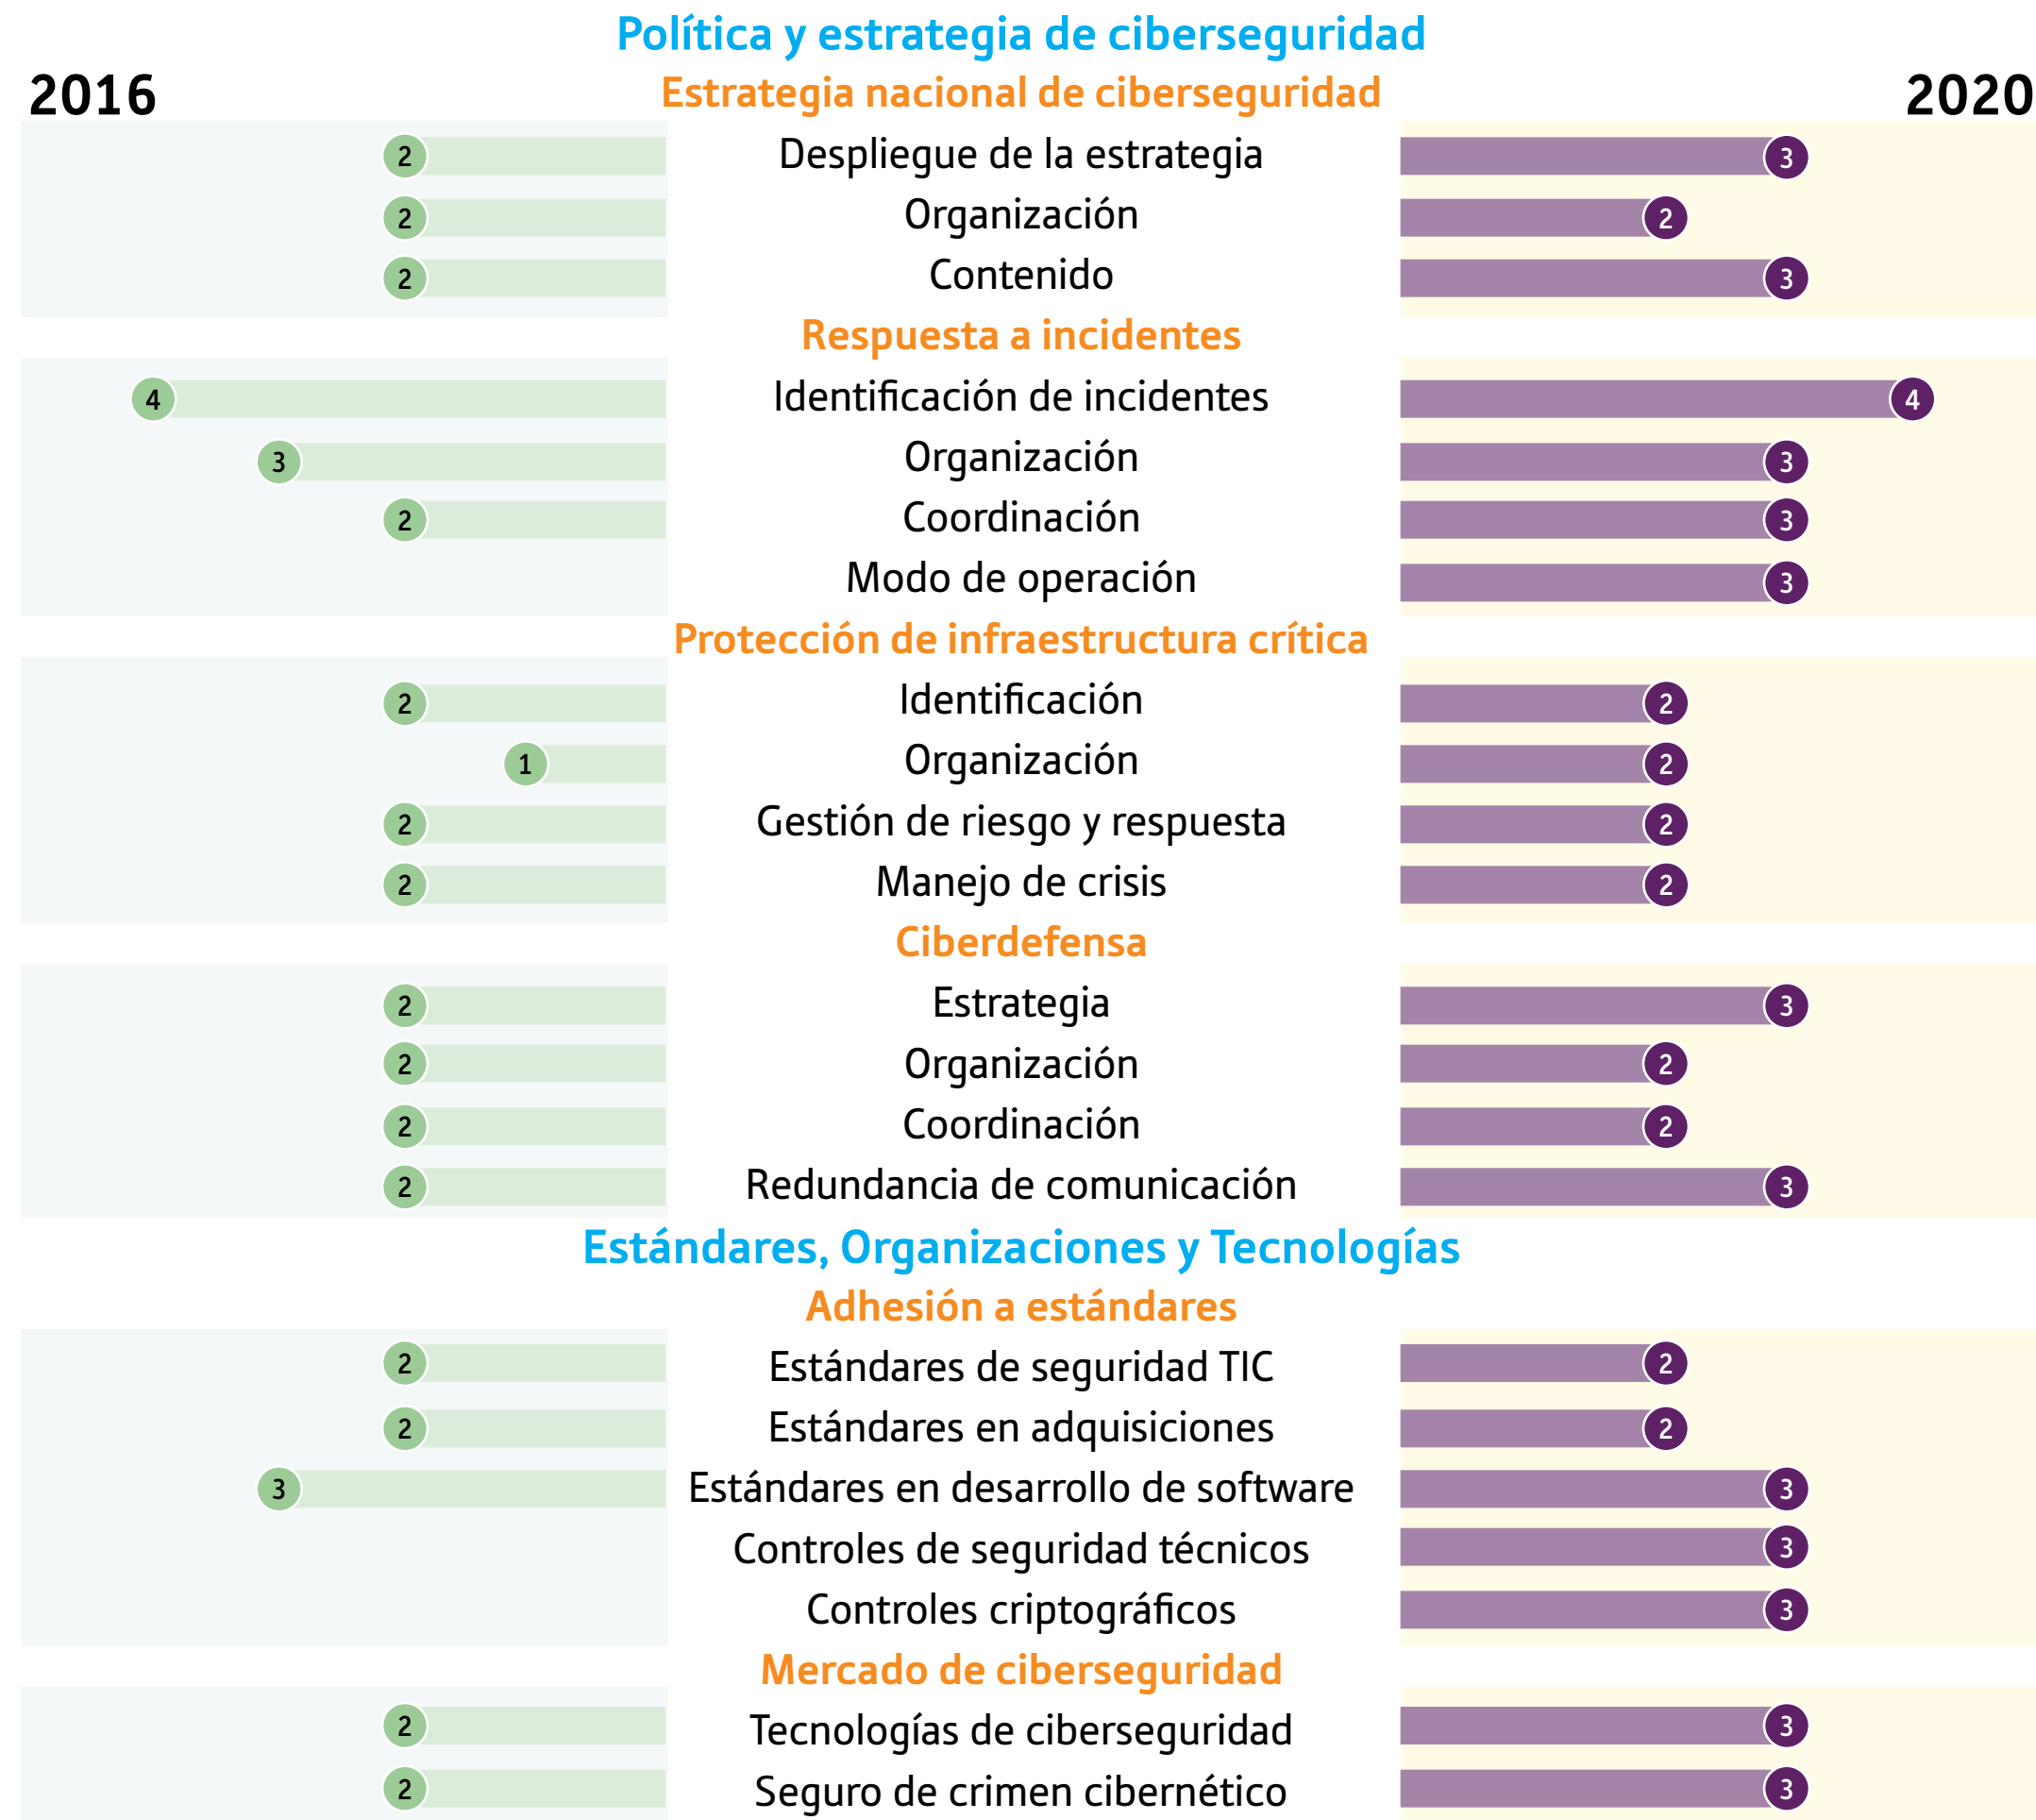 Política y estrategia de ciberseguridad
2016 Estrategia nacional de ciberseguridad 2020
2 Despliegue de la estrategia 3
2 Organización 2
2 Contenido 3
Respuesta a incidentes
4 Identificación de incidentes 4
3 Organización 3
2 Coordinación 3
Modo de operación 3
Protección de infraestructura crítica
2 Identificación 2
1 Organización 2
2 Gestión de riesgo y respuesta 2
2 Manejo de crisis 2
Ciberdefensa
2 Estrategia 3
2 Organización 2
2 Coordinación 2
2 Redundancia de comunicación 3
Estándares, Organizaciones y Tecnologías
Adhesión a estándares
2 Estándares de seguridad TIC 2
2 Estándares en adquisiciones 2
3 Estándares en desarrollo de software 3
Controles de seguridad técnicos 3
Controles criptográficos 3
Mercado de ciberseguridad
2 Tecnologías de ciberseguridad 3
2 Seguro de crimen cibernético 3